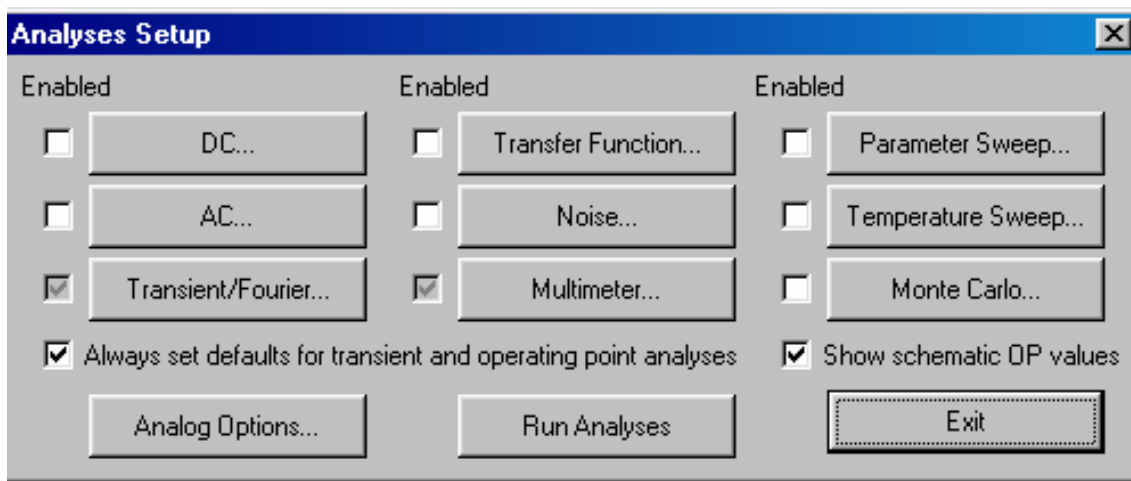 Analyses Setup
Enabled Enabled Enabled
DC... Transfer Function... Parameter Sweep...
AC... Noise... Temperature Sweep...
Transient/Fourier... Multimeter... Monte Carlo...
Always set defaults for transient and operating point analyses Show schematic OP values
Analog Options... Run Analyses Exit